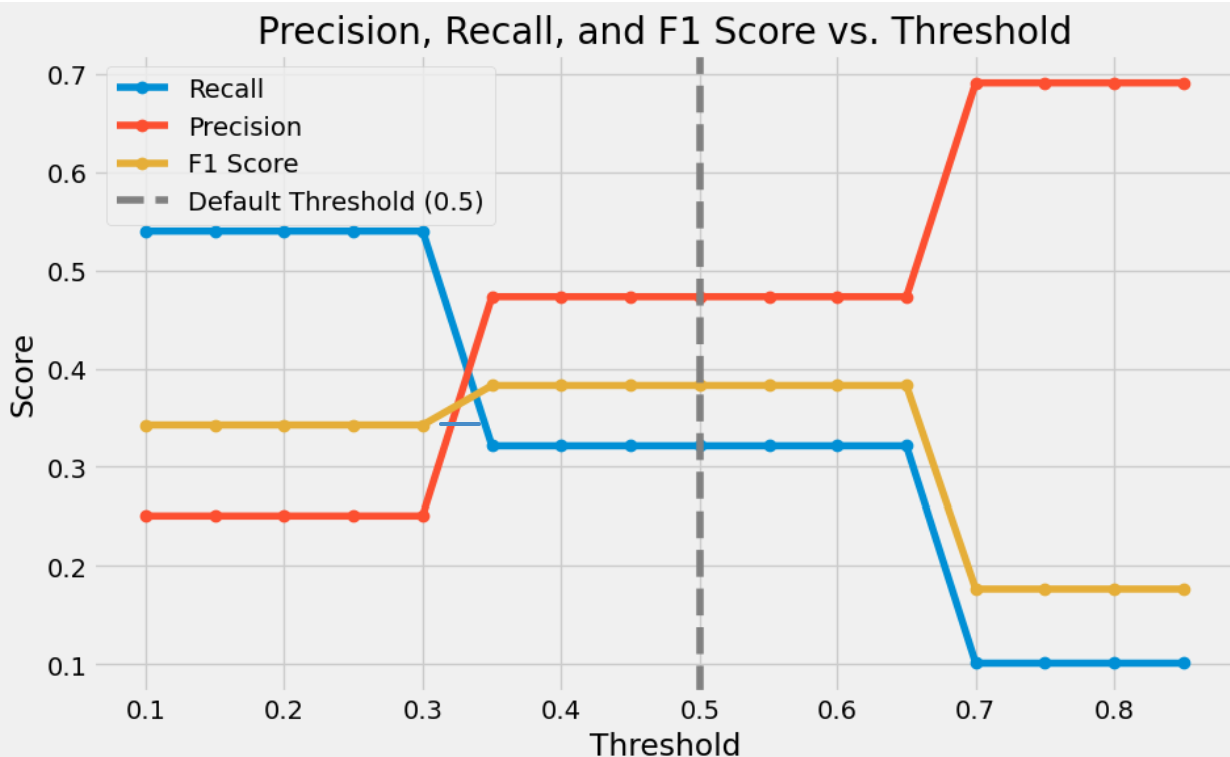 Precision, Recall, and F1 Score vs. Threshold
Recall
Precision
F1 Score
Default Threshold (0.5)
0.7
0.6
0.5
0.4
0.3
0.2
0.1
Score
0.1 0.2 0.3 0.4 0.5 0.6 0.7 0.8
Threshold